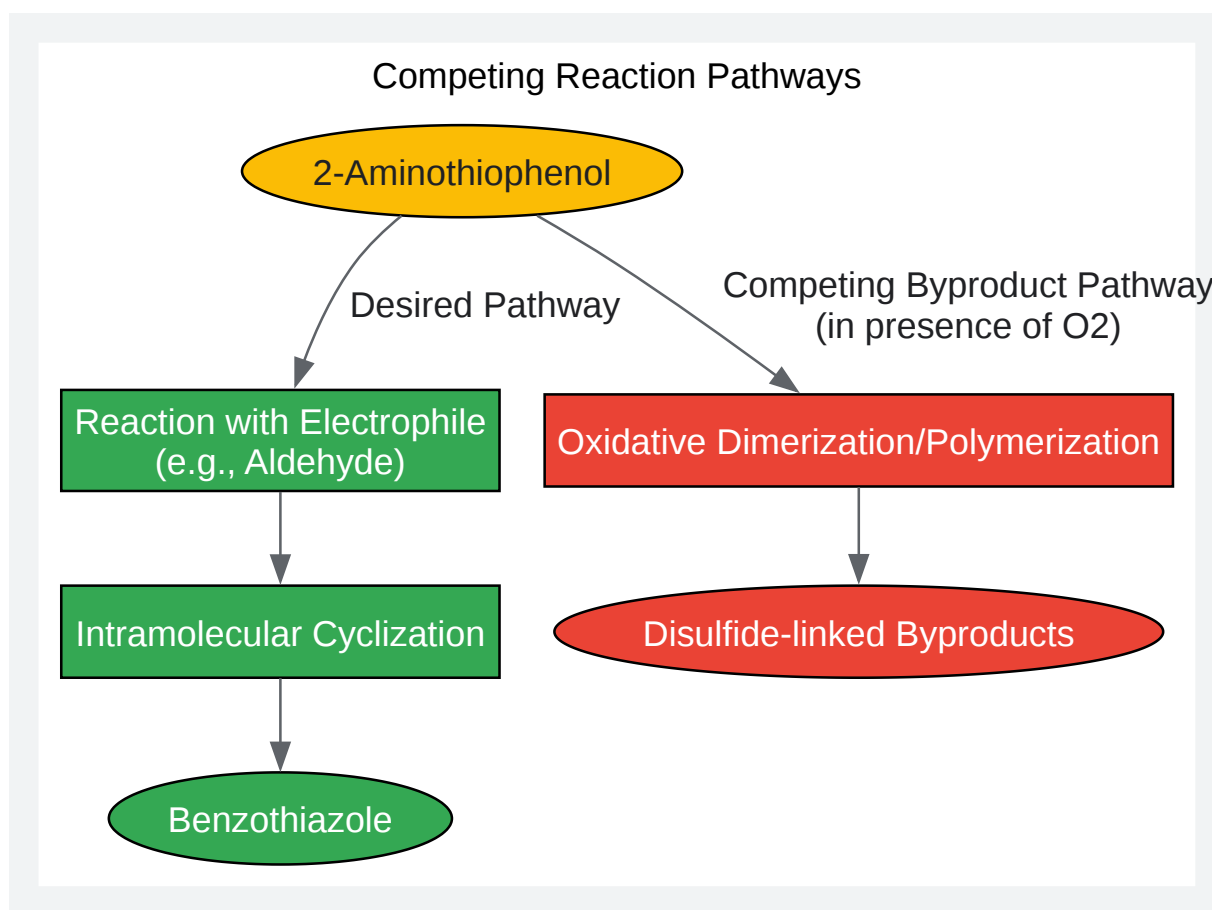 Competing Reaction Pathways
2-Aminothiophenol
Desired Pathway
Competing Byproduct Pathway
(in presence of O2)
Reaction with Electrophile
(e.g., Aldehyde)
Oxidative Dimerization/Polymerization
Intramolecular Cyclization
Disulfide-linked Byproducts
Benzothiazole